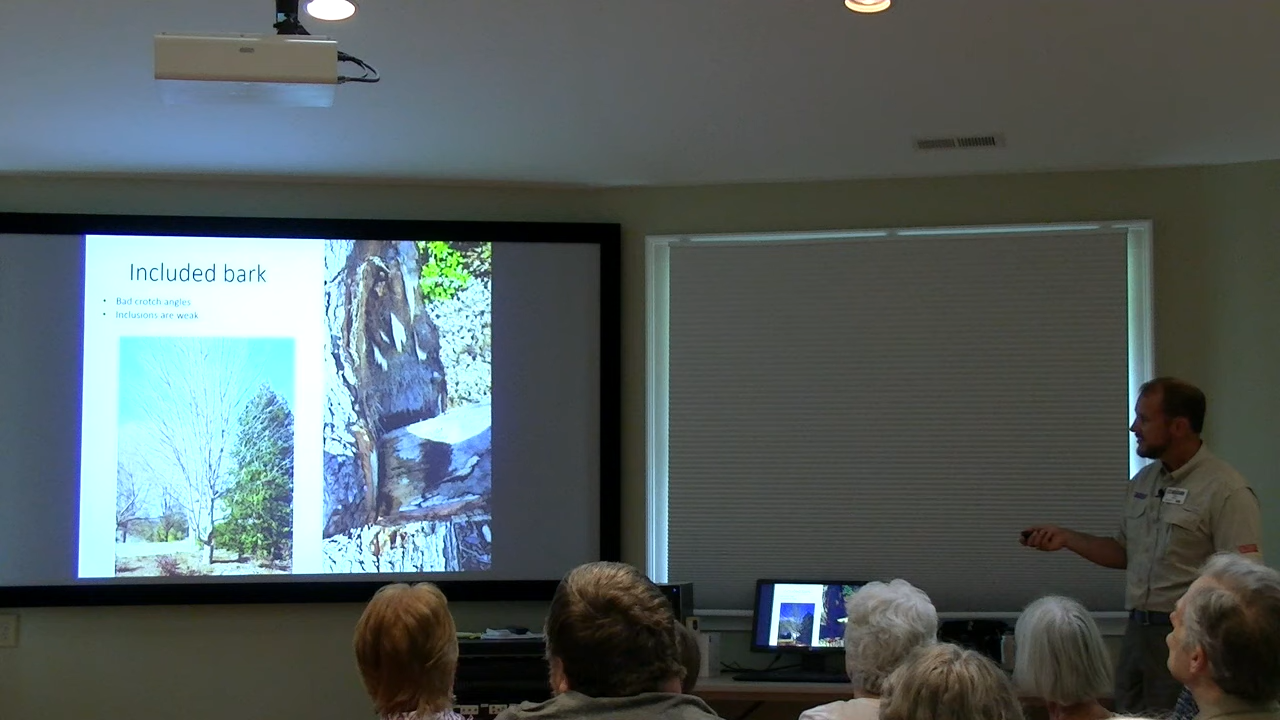 Included bark
• Bad crotch angles
• Inclusions are weak